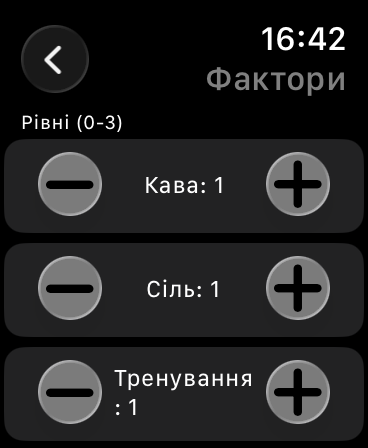 16:42
Фактори
Рівні (0-3)
Кава: 1
Сіль: 1
Тренування
: 1